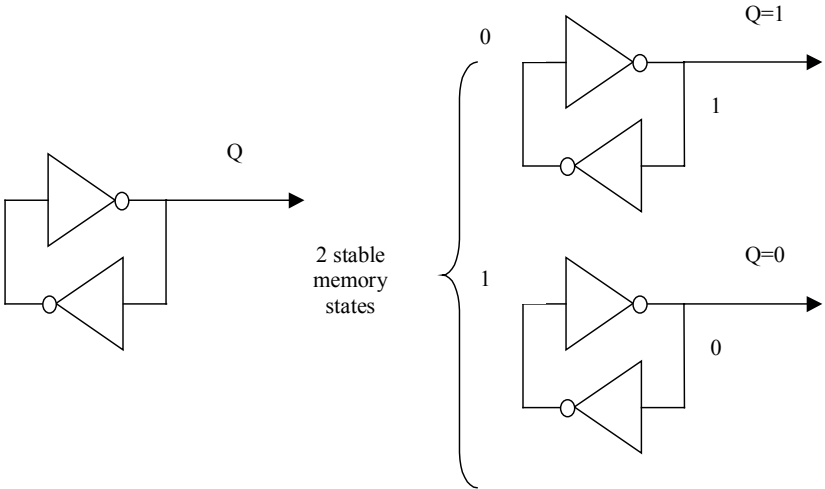 Q
2 stable
memory
states
0
Q=1
1
1
Q=0
0